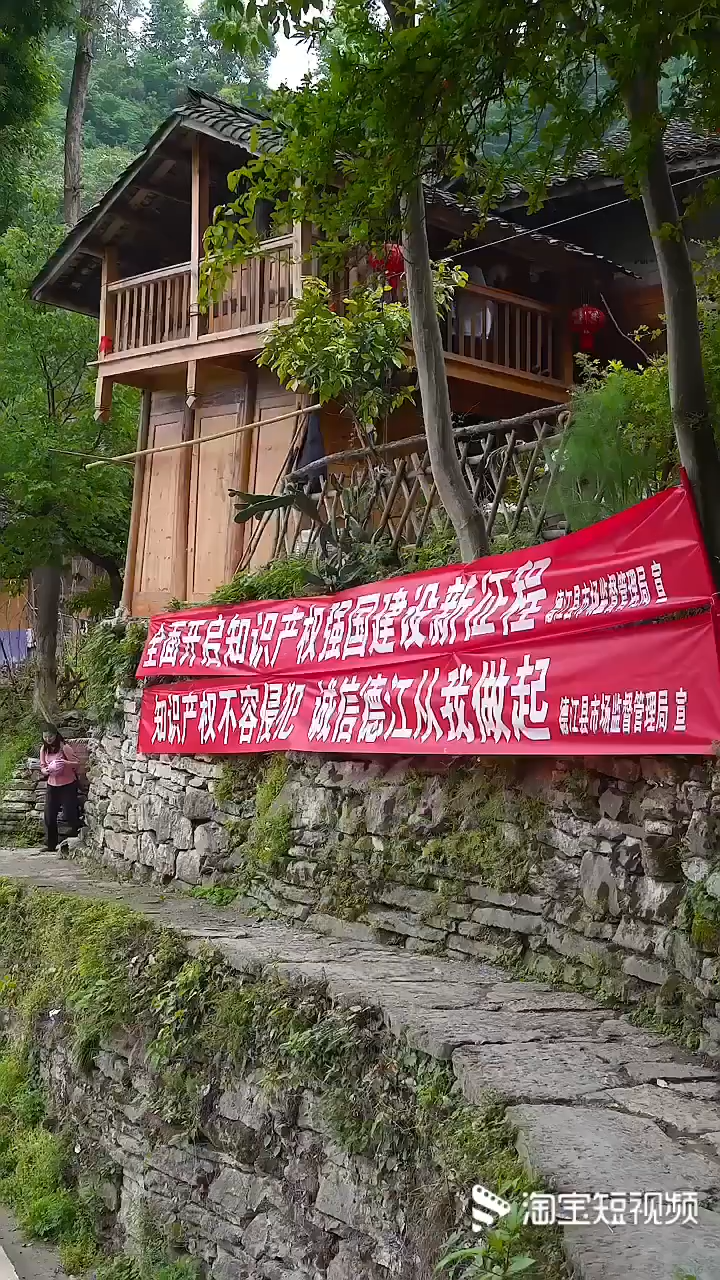 全面开启知识产权强国建设新征程 德江县市场监督管理局 宣
知识产权不容侵犯 诚信德江从我做起 德江县市场监督管理局 宣
淘宝短视频